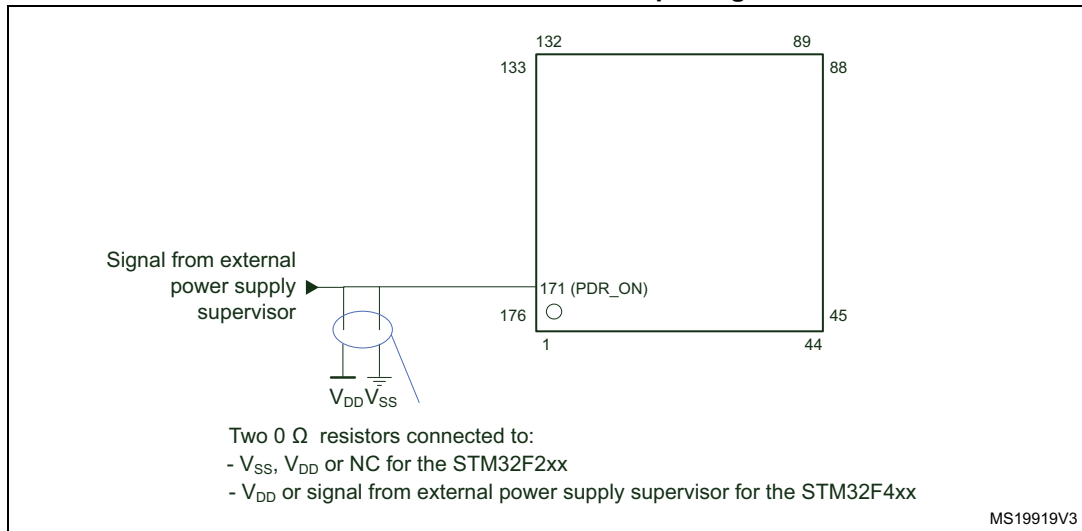 132
89
133
88
Signal from external
power supply
supervisor
171 (PDR_ON)
176
45
1
44
VDD VSS
Two 0 Ω resistors connected to:
- VSS, VDD or NC for the STM32F2xx
- VDD or signal from external power supply supervisor for the STM32F4xx
MS19919V3